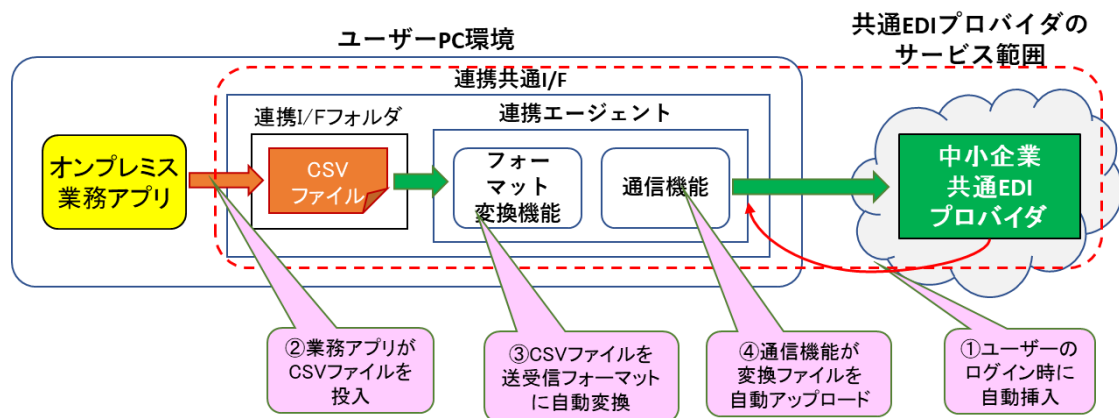 ユーザーPC環境
共通EDIプロバイダの
サービス範囲
連携共通I/F
連携I/Fフォルダ
連携エージェント
オンプレミス
業務アプリ
CSV
ファイル
フォー
マット
変換機能
通信機能
中小企業
共通EDI
プロバイダ
②業務アプリが
CSVファイルを
投入
③CSVファイルを
送受信フォーマット
に自動変換
④通信機能が
変換ファイルを
自動アップロード
①ユーザーの
ログイン時に
自動挿入